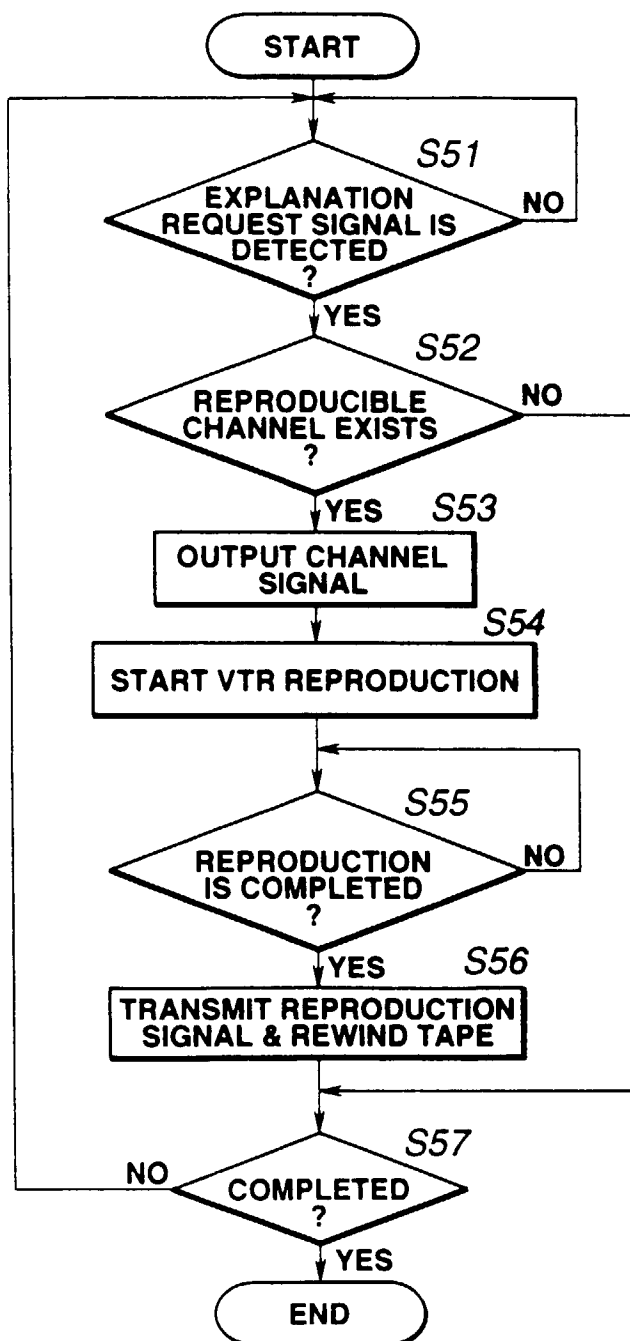 START
S51
EXPLANATION
REQUEST SIGNAL IS
DETECTED
?
NO
YES
S52
REPRODUCIBLE
CHANNEL EXISTS
?
NO
YES
S53
OUTPUT CHANNEL
SIGNAL
S54
START VTR REPRODUCTION
S55
REPRODUCTION
IS COMPLETED
?
NO
YES
S56
TRANSMIT REPRODUCTION
SIGNAL & REWIND TAPE
S57
NO
COMPLETED
?
YES
END